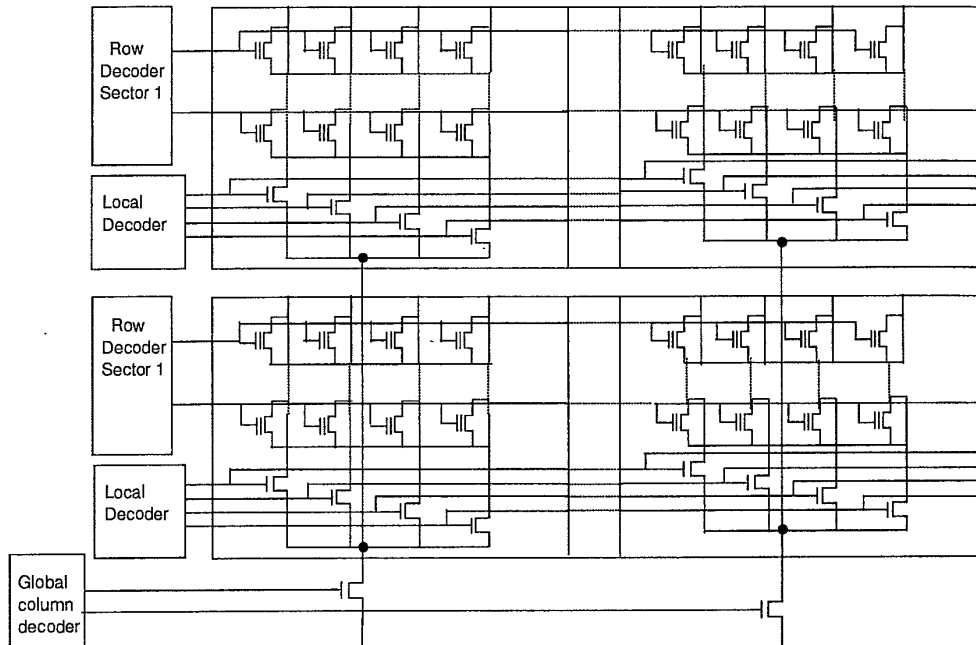 Row
Decoder
Sector 1
Local
Decoder
Row
Decoder
Sector 1
Local
Decoder
Global
column
decoder